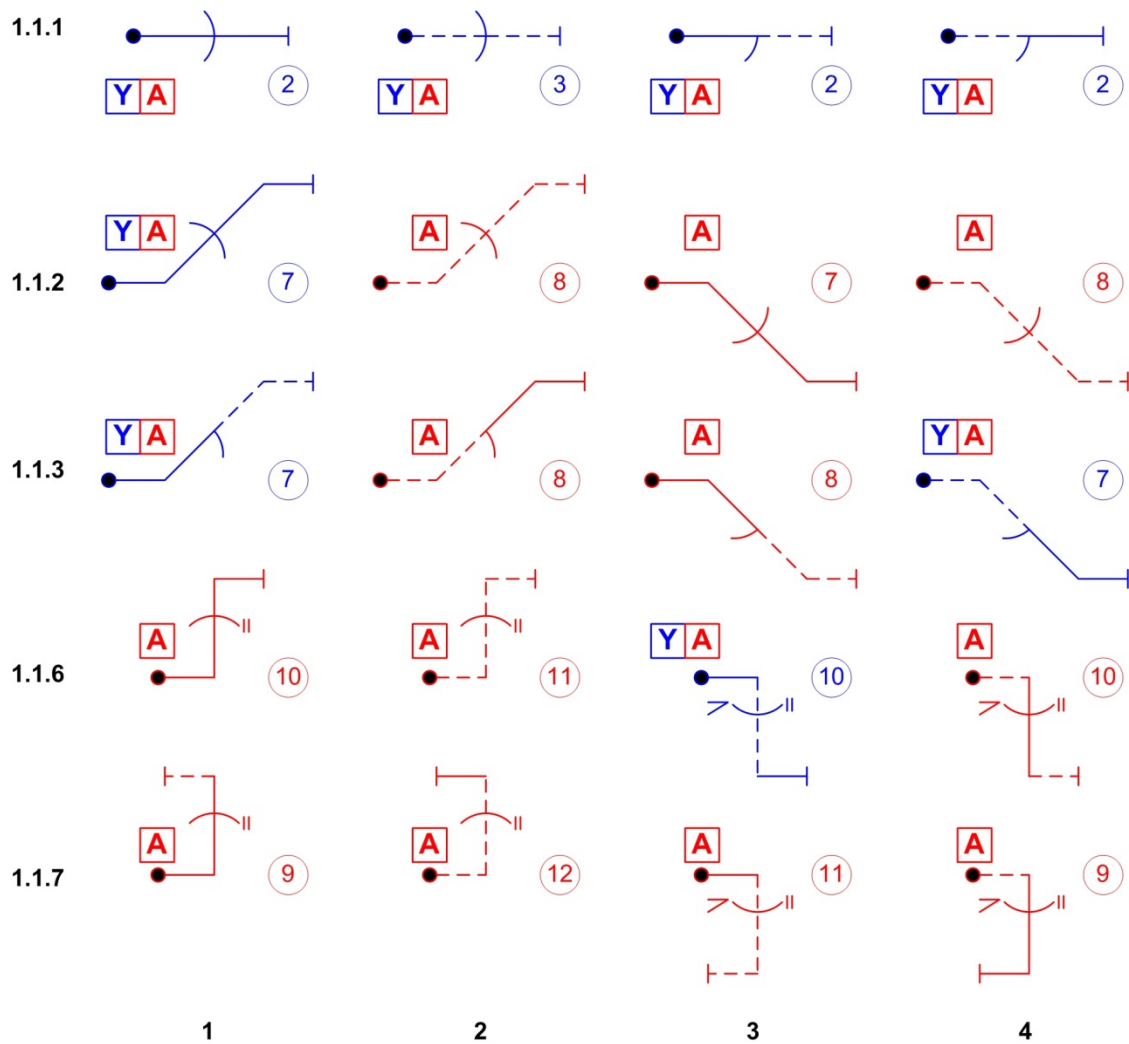 1.1.1
Y A 2
Y A 3
Y A 2
Y A 2
1.1.2
Y A 7
A 8
A 7
A 8
1.1.3
Y A 7
A 8
A 8
Y A 7
1.1.6
A 10
A 11
Y A 10
A 10
1.1.7
A 9
A 12
A 11
A 9
1 2 3 4